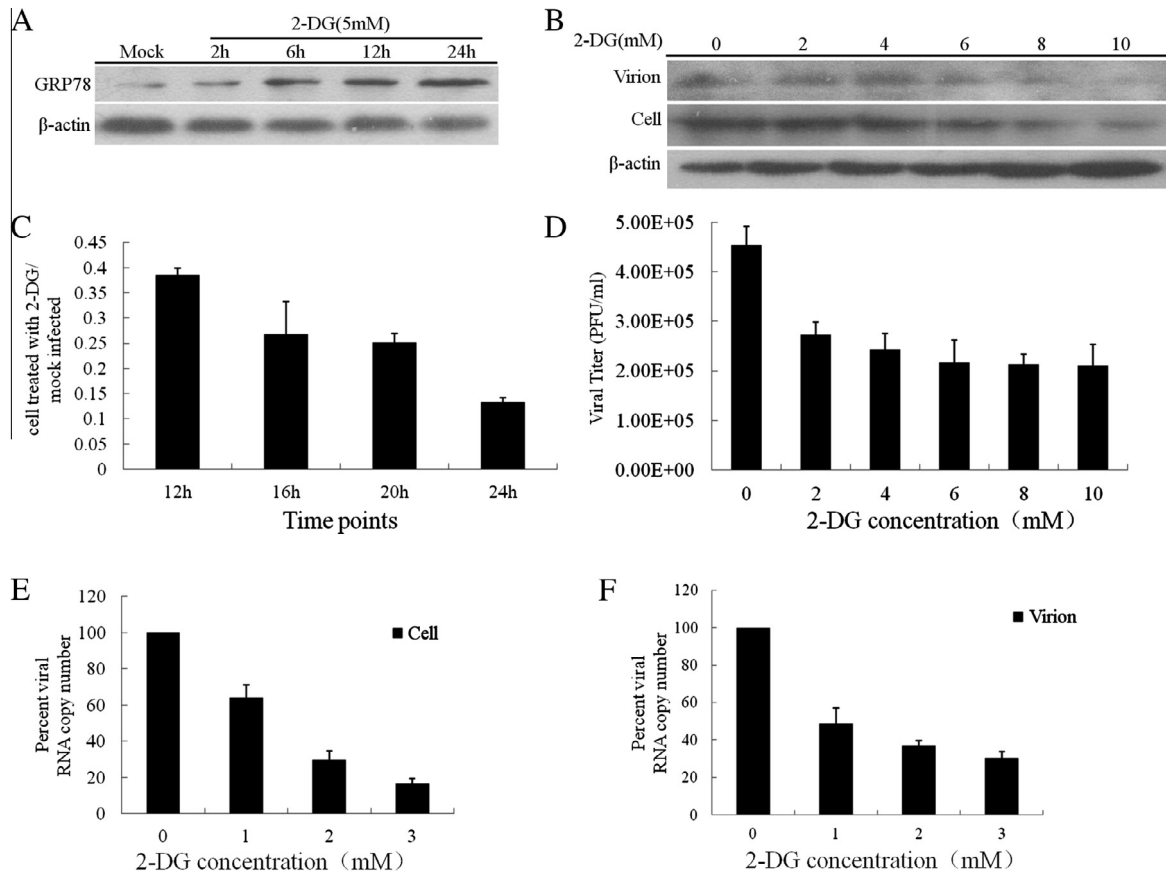 A
2-DG(5mM)
Mock 2h 6h 12h 24h
GRP78
β-actin
B
2-DG(mM) 0 2 4 6 8 10
Virion
Cell
β-actin
C
cell treated with 2-DG/
mock infected
0.45
0.4
0.35
0.3
0.25
0.2
0.15
0.1
0.05
0
12h 16h 20h 24h
Time points
D
Viral Titer (PFU/ml)
5.00E+05
4.00E+05
3.00E+05
2.00E+05
1.00E+05
0.00E+00
0 2 4 6 8 10
2-DG concentration（mM）
E
Percent viral
RNA copy number
120
100
80
60
40
20
0
Cell
0 1 2 3
2-DG concentration（mM）
F
Percent viral
RNA copy number
120
100
80
60
40
20
0
Virion
0 1 2 3
2-DG concentration（mM）